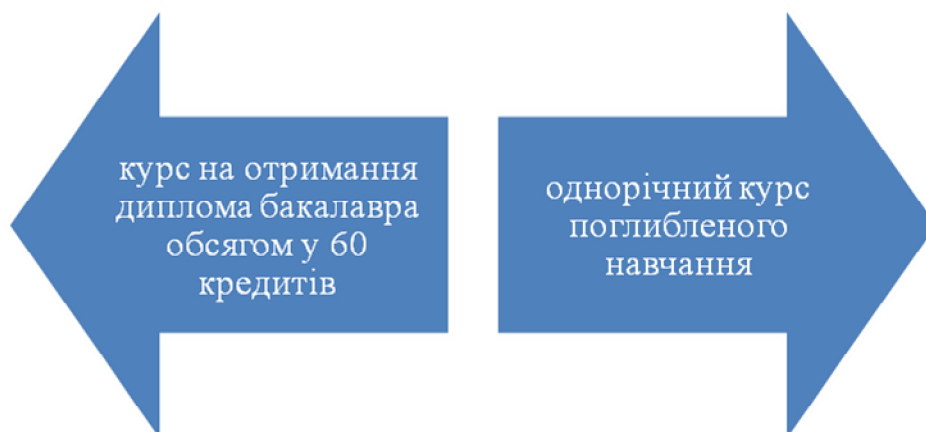 курс на отримання
диплома бакалавра
обсягом у 60
кредитів
однорічний курс
поглибленого
навчання